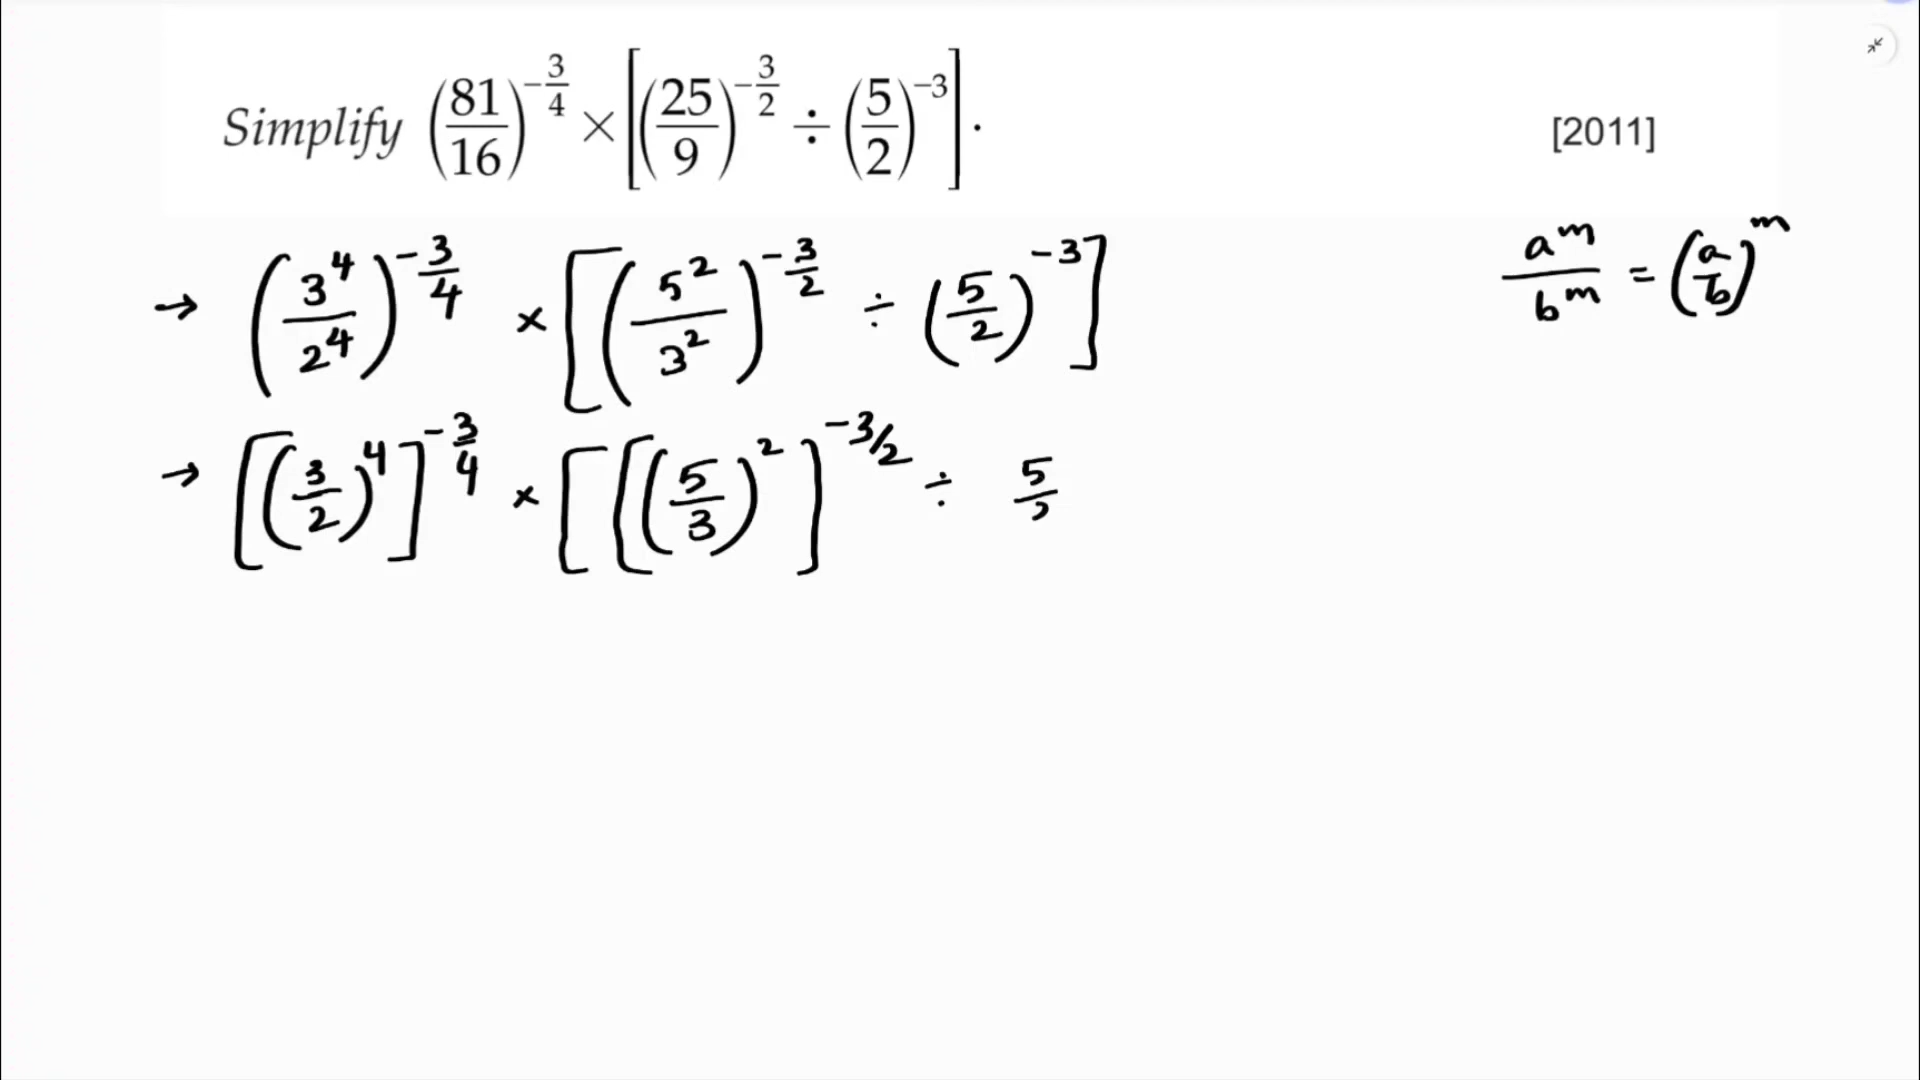 Simplify (81/16)^(-3/4) × [(25/9)^(-3/2) ÷ (5/2)^(-3)]. [2011]
a^m/b^m = (a/b)^m
→ (3^4/2^4)^(-3/4) × [(5^2/3^2)^(-3/2) ÷ (5/2)^(-3)]
→ [(3/2)^4]^(-3/4) × [[(5/3)^2]^(-3/2) ÷ 5/